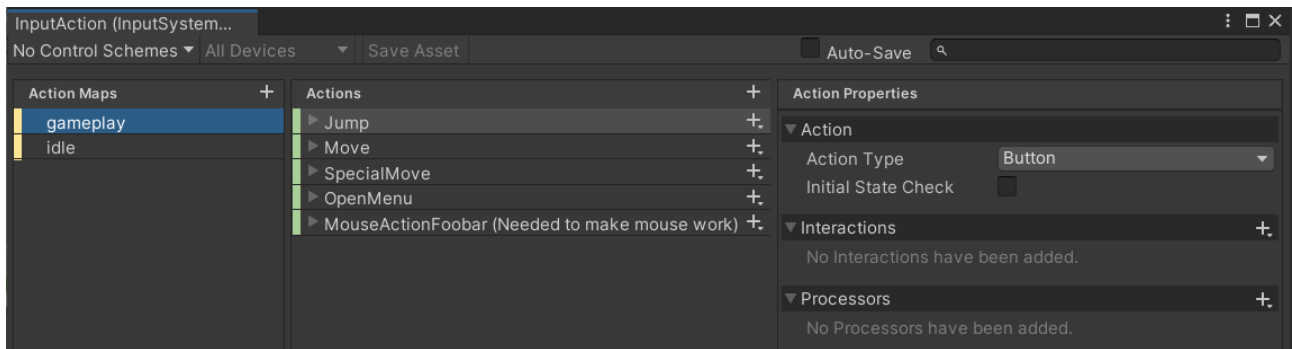 InputAction (InputSystem...
No Control Schemes All Devices Save Asset Auto-Save
Action Maps
gameplay
idle
Actions
Jump
Move
SpecialMove
OpenMenu
MouseActionFoobar (Needed to make mouse work)
Action Properties
Action
Action Type Button
Initial State Check
Interactions
No Interactions have been added.
Processors
No Processors have been added.